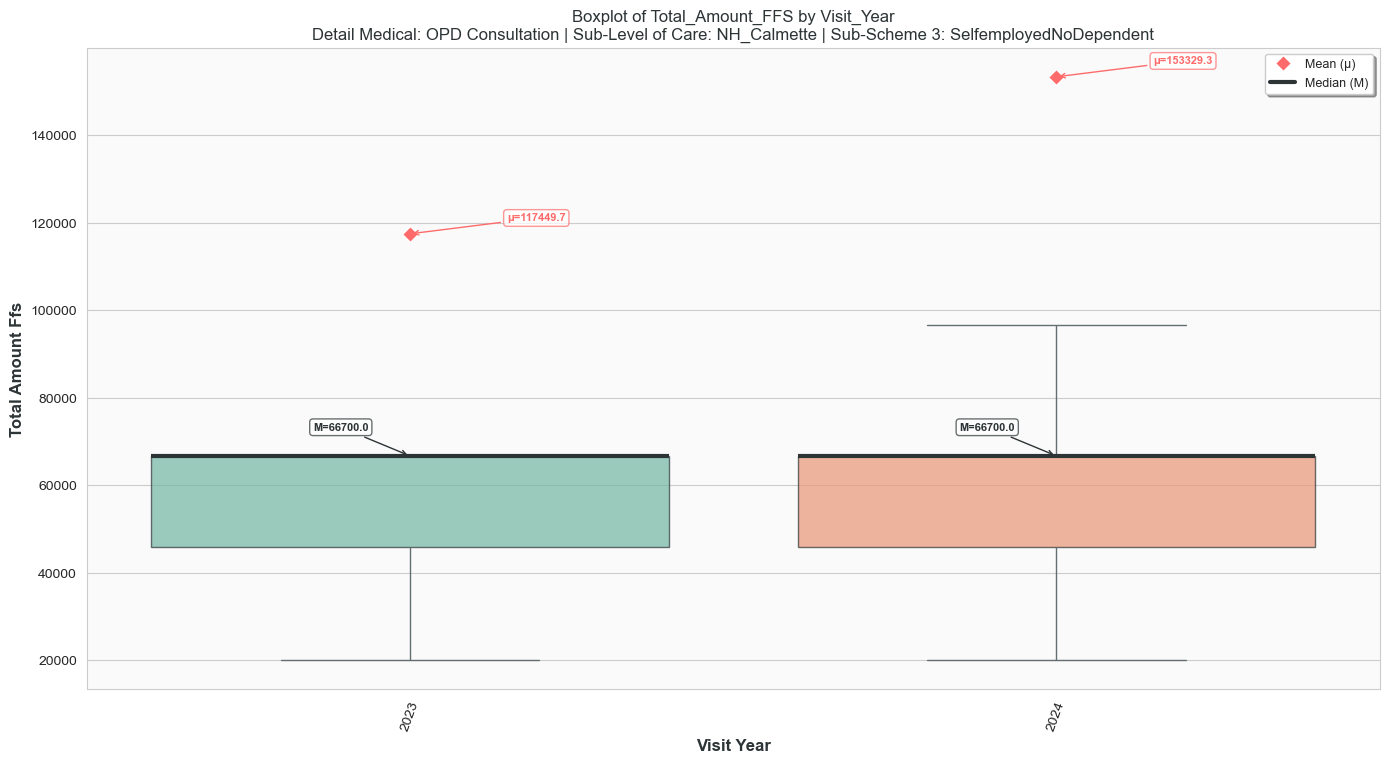 Boxplot of Total_Amount_FFS by Visit_Year
Detail Medical: OPD Consultation | Sub-Level of Care: NH_Calmette | Sub-Scheme 3: SelfemployedNoDependent
μ=153329.3
Mean (μ)
Median (M)
140000
120000
μ=117449.7
100000
80000
M=66700.0
M=66700.0
60000
40000
20000
Total Amount Ffs
2023
2024
Visit Year